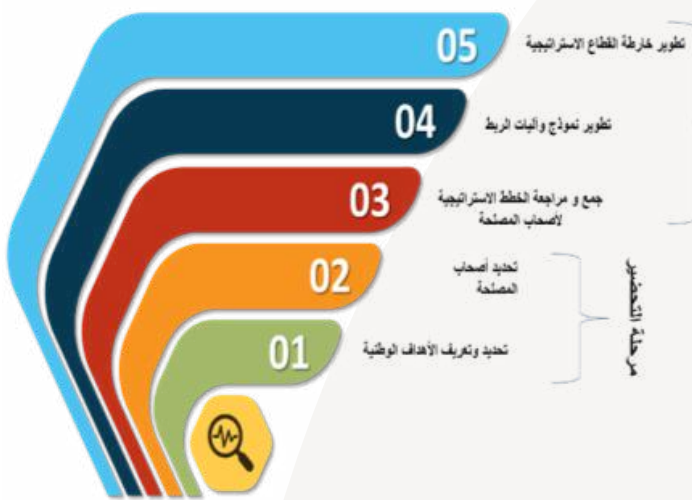 05
تطوير خارطة القطاع الاستراتيجية
04
تطوير نموذج وآليات الربط
03
جمع و مراجعة الخطط الاستراتيجية
لأصحاب المصلحة
02
تحديد أصحاب
المصلحة
01
تحديد وتعريف الأهداف الوطنية
مرحلة التحضير